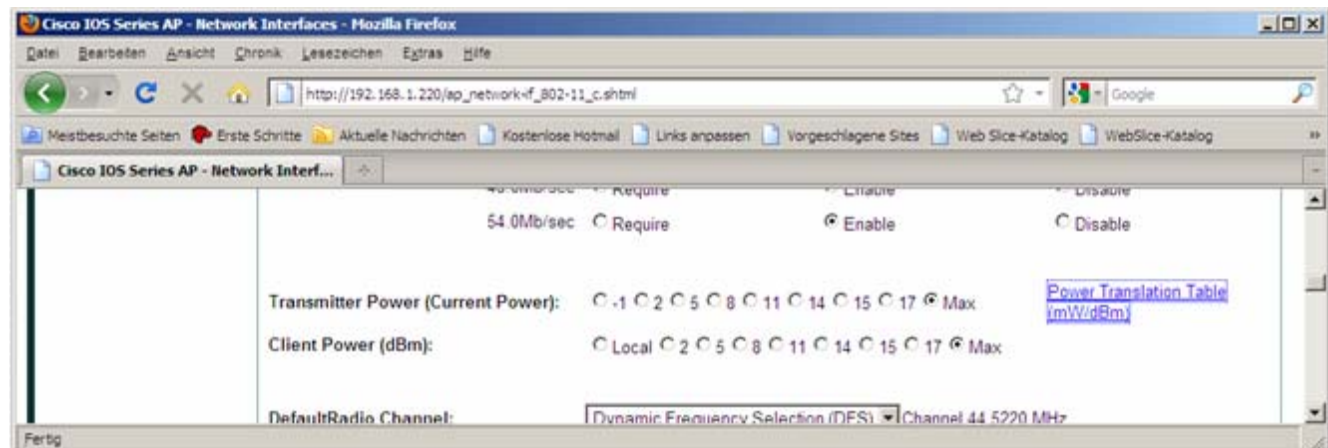 Cisco IOS Series AP - Network Interfaces - Mozilla Firefox
Datei Bearbeiten Ansicht Chronik Lesezeichen Extras Hilfe
http://192.168.1.220/ap_network-if_802-11_c.shtml
Google
Meistbesuchte Seiten Erste Schritte Aktuelle Nachrichten Kostenlose Hotmail Links anpassen Vorgeschlagene Sites Web Slice-Katalog WebSlice-Katalog »
Cisco IOS Series AP - Network Interf...
Require Enable Disable
54.0Mb/sec Require Enable Disable
Transmitter Power (Current Power): -1 2 5 8 11 14 15 17 Max Power Translation Table
(mW/dBm)
Client Power (dBm): Local 2 5 8 11 14 15 17 Max
DefaultRadio Channel: Dynamic Frequency Selection (DFS) Channel 44 5220 MHz
Fertig